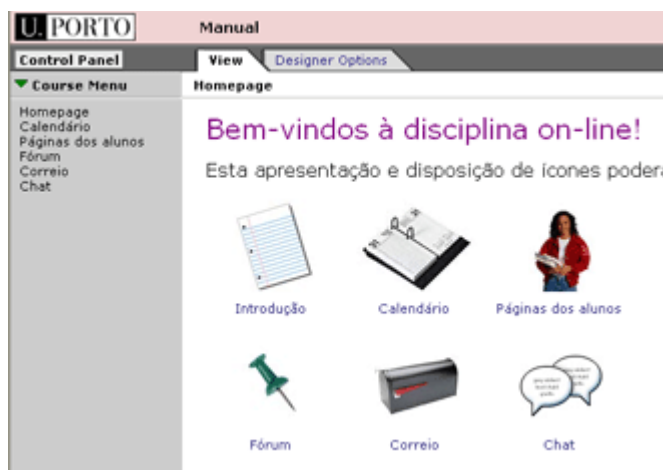 U. PORTO
Manual
Control Panel
View
Designer Options
Course Menu
Homepage
Homepage
Calendário
Páginas dos alunos
Fórum
Correio
Chat
Bem-vindos à disciplina on-line!
Esta apresentação e disposição de ícones poder
Introdução
Calendário
Páginas dos alunos
Fórum
Correio
Chat